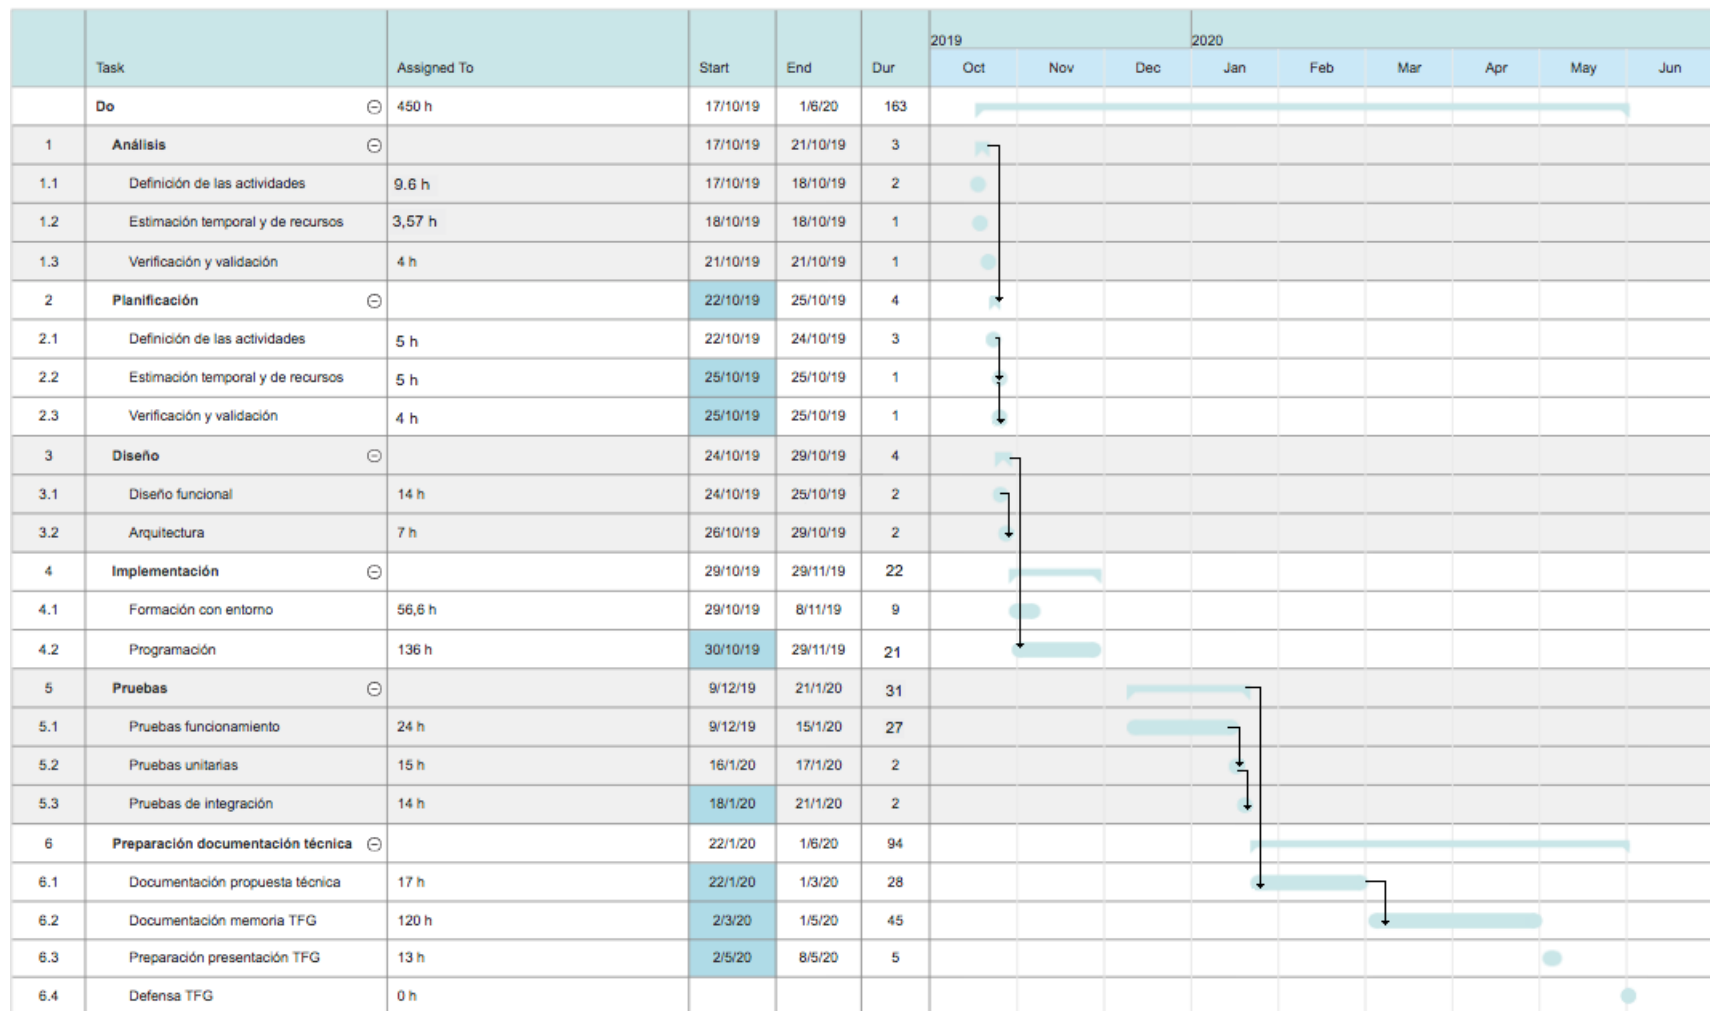 2019 2020
Task Assigned To Start End Dur Oct Nov Dec Jan Feb Mar Apr May Jun
Do 450 h 17/10/19 1/6/20 163
1 Análisis 17/10/19 21/10/19 3
1.1 Definición de las actividades 9.6 h 17/10/19 18/10/19 2
1.2 Estimación temporal y de recursos 3,57 h 18/10/19 18/10/19 1
1.3 Verificación y validación 4 h 21/10/19 21/10/19 1
2 Planificación 22/10/19 25/10/19 4
2.1 Definición de las actividades 5 h 22/10/19 24/10/19 3
2.2 Estimación temporal y de recursos 5 h 25/10/19 25/10/19 1
2.3 Verificación y validación 4 h 25/10/19 25/10/19 1
3 Diseño 24/10/19 29/10/19 4
3.1 Diseño funcional 14 h 24/10/19 25/10/19 2
3.2 Arquitectura 7 h 26/10/19 29/10/19 2
4 Implementación 29/10/19 29/11/19 22
4.1 Formación con entorno 56,6 h 29/10/19 8/11/19 9
4.2 Programación 136 h 30/10/19 29/11/19 21
5 Pruebas 9/12/19 21/1/20 31
5.1 Pruebas funcionamiento 24 h 9/12/19 15/1/20 27
5.2 Pruebas unitarias 15 h 16/1/20 17/1/20 2
5.3 Pruebas de integración 14 h 18/1/20 21/1/20 2
6 Preparación documentación técnica 22/1/20 1/6/20 94
6.1 Documentación propuesta técnica 17 h 22/1/20 1/3/20 28
6.2 Documentación memoria TFG 120 h 2/3/20 1/5/20 45
6.3 Preparación presentación TFG 13 h 2/5/20 8/5/20 5
6.4 Defensa TFG 0 h